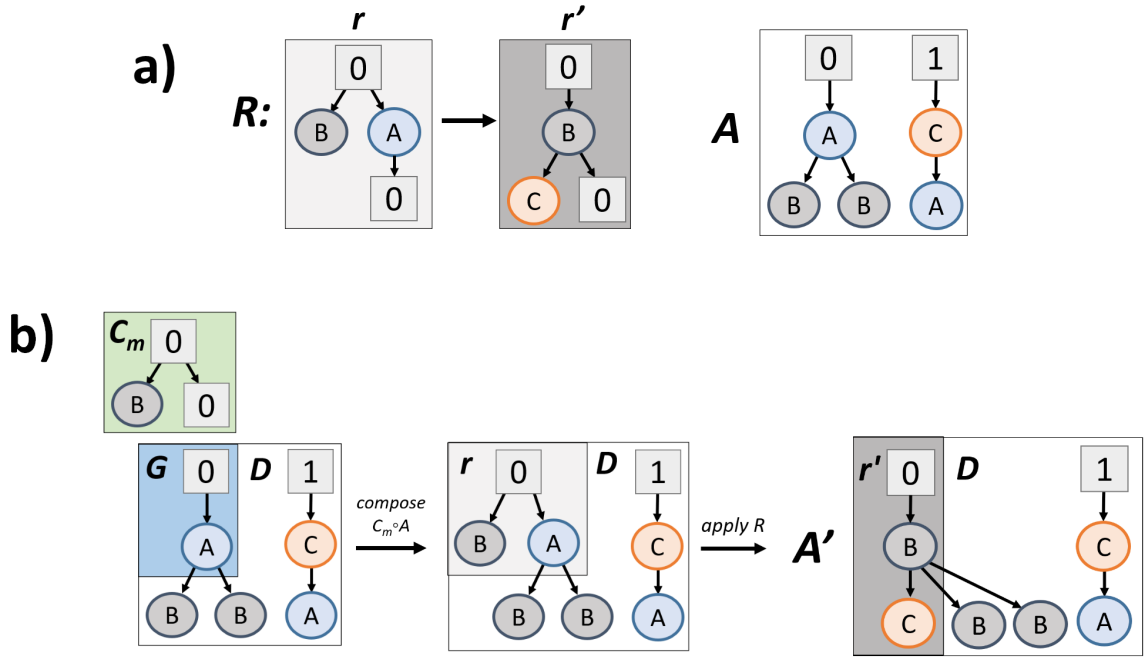 r r'
a) R: A
0 0 0 1
B A B A C
0 C 0 B B A
b) Cm 0
B 0
G 0 D 1 r 0 D 1 r' 0 D 1
compose
Cm∘A
apply R
A'
A C B A C B C
B B A B B A C B B A